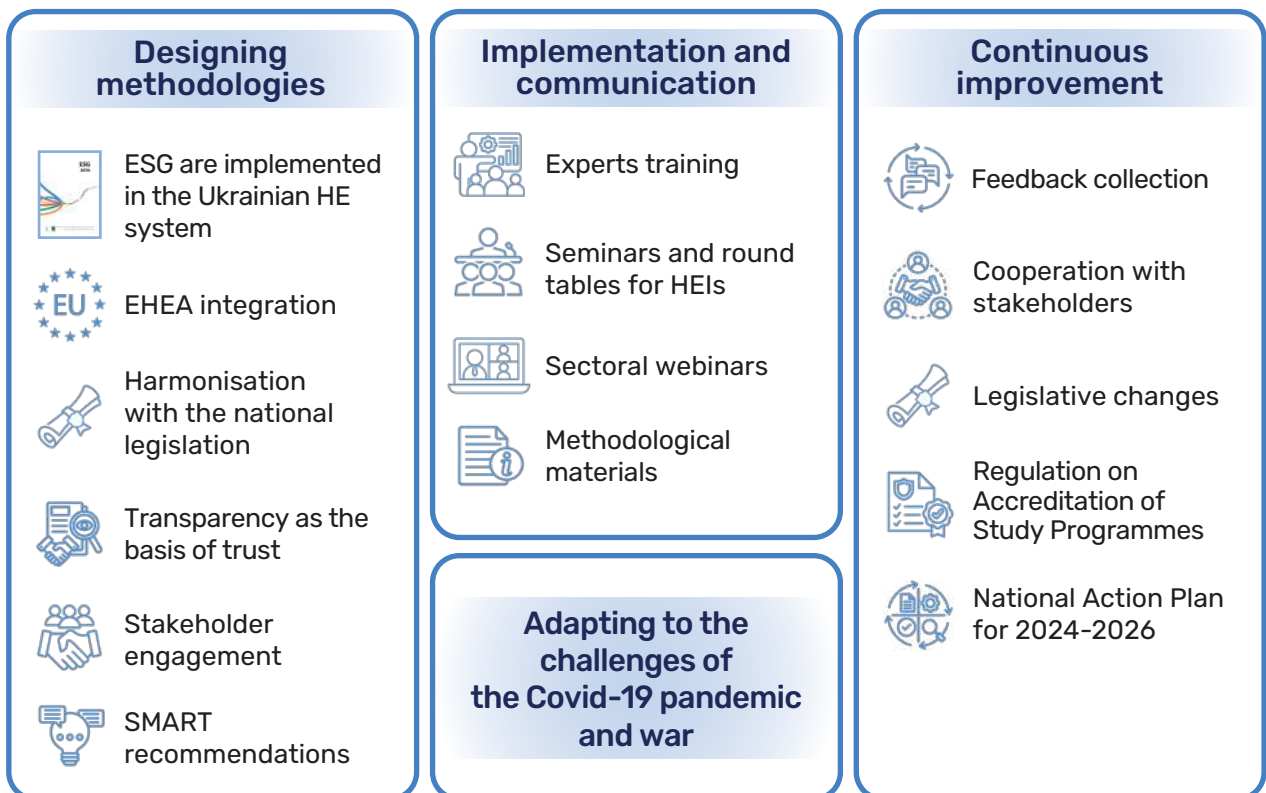 Designing
methodologies
ESG
ESG are implemented
in the Ukrainian HE
system
EU
EHEA integration
Harmonisation
with the national
legislation
Transparency as the
basis of trust
Stakeholder
engagement
SMART
recommendations
Implementation and
communication
Experts training
Seminars and round
tables for HEIs
Sectoral webinars
Methodological
materials
Adapting to the
challenges of
the Covid-19 pandemic
and war
Continuous
improvement
Feedback collection
Cooperation with
stakeholders
Legislative changes
Regulation on
Accreditation of
Study Programmes
National Action Plan
for 2024-2026